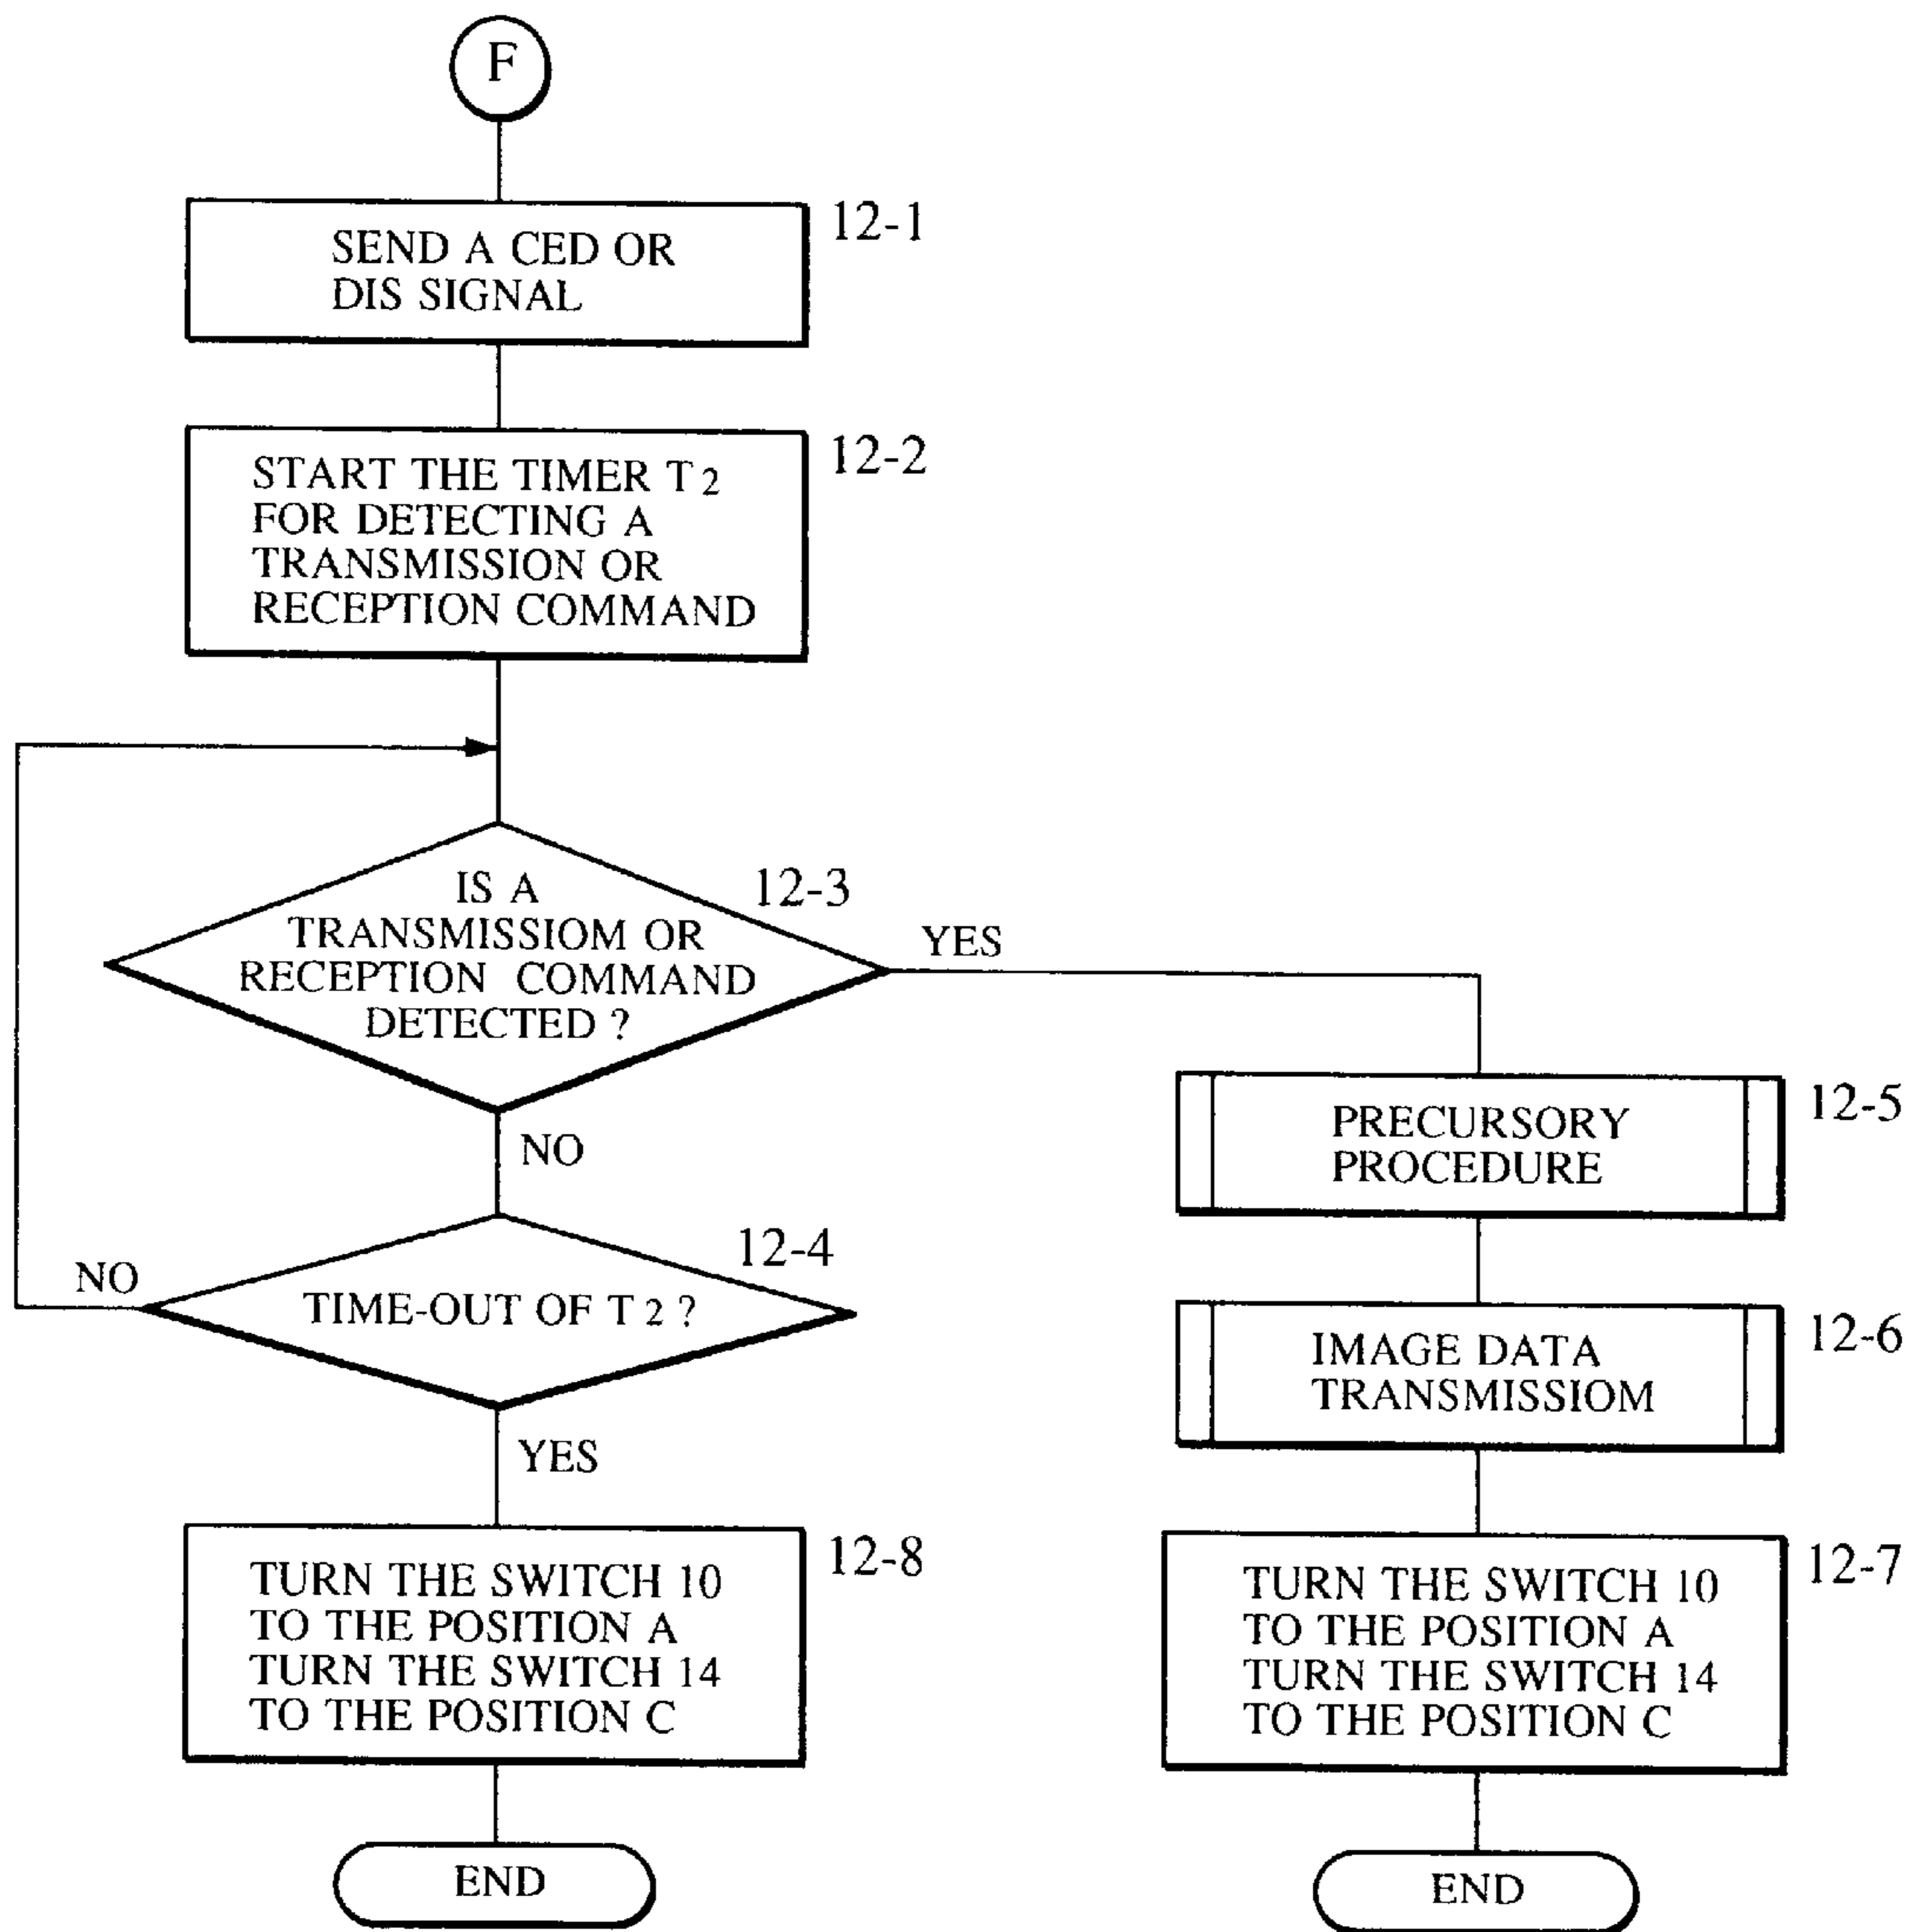 F
12-1
SEND A CED OR
DIS SIGNAL
12-2
START THE TIMER T2
FOR DETECTING A
TRANSMISSION OR
RECEPTION COMMAND
12-3
IS A
TRANSMISSIOM OR
RECEPTION COMMAND
DETECTED ?
YES
NO
12-4
NO
TIME-OUT OF T2 ?
YES
12-8
TURN THE SWITCH 10
TO THE POSITION A
TURN THE SWITCH 14
TO THE POSITION C
END
12-5
PRECURSORY
PROCEDURE
12-6
IMAGE DATA
TRANSMISSIOM
12-7
TURN THE SWITCH 10
TO THE POSITION A
TURN THE SWITCH 14
TO THE POSITION C
END